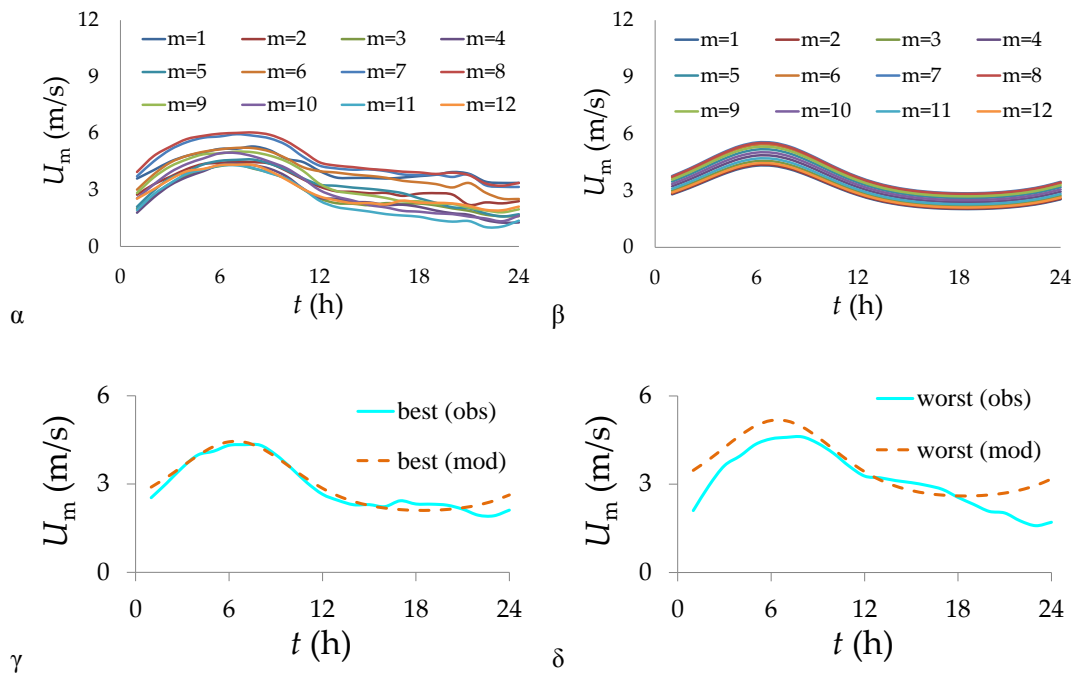 12
9
6
3
0
U_m (m/s)
m=1 m=2 m=3 m=4
m=5 m=6 m=7 m=8
m=9 m=10 m=11 m=12
0 6 12 18 24
t (h)
α
12
9
6
3
0
U_m (m/s)
m=1 m=2 m=3 m=4
m=5 m=6 m=7 m=8
m=9 m=10 m=11 m=12
0 6 12 18 24
t (h)
β
6
3
0
U_m (m/s)
best (obs)
best (mod)
0 6 12 18 24
t (h)
γ
6
3
0
U_m (m/s)
worst (obs)
worst (mod)
0 6 12 18 24
t (h)
δ